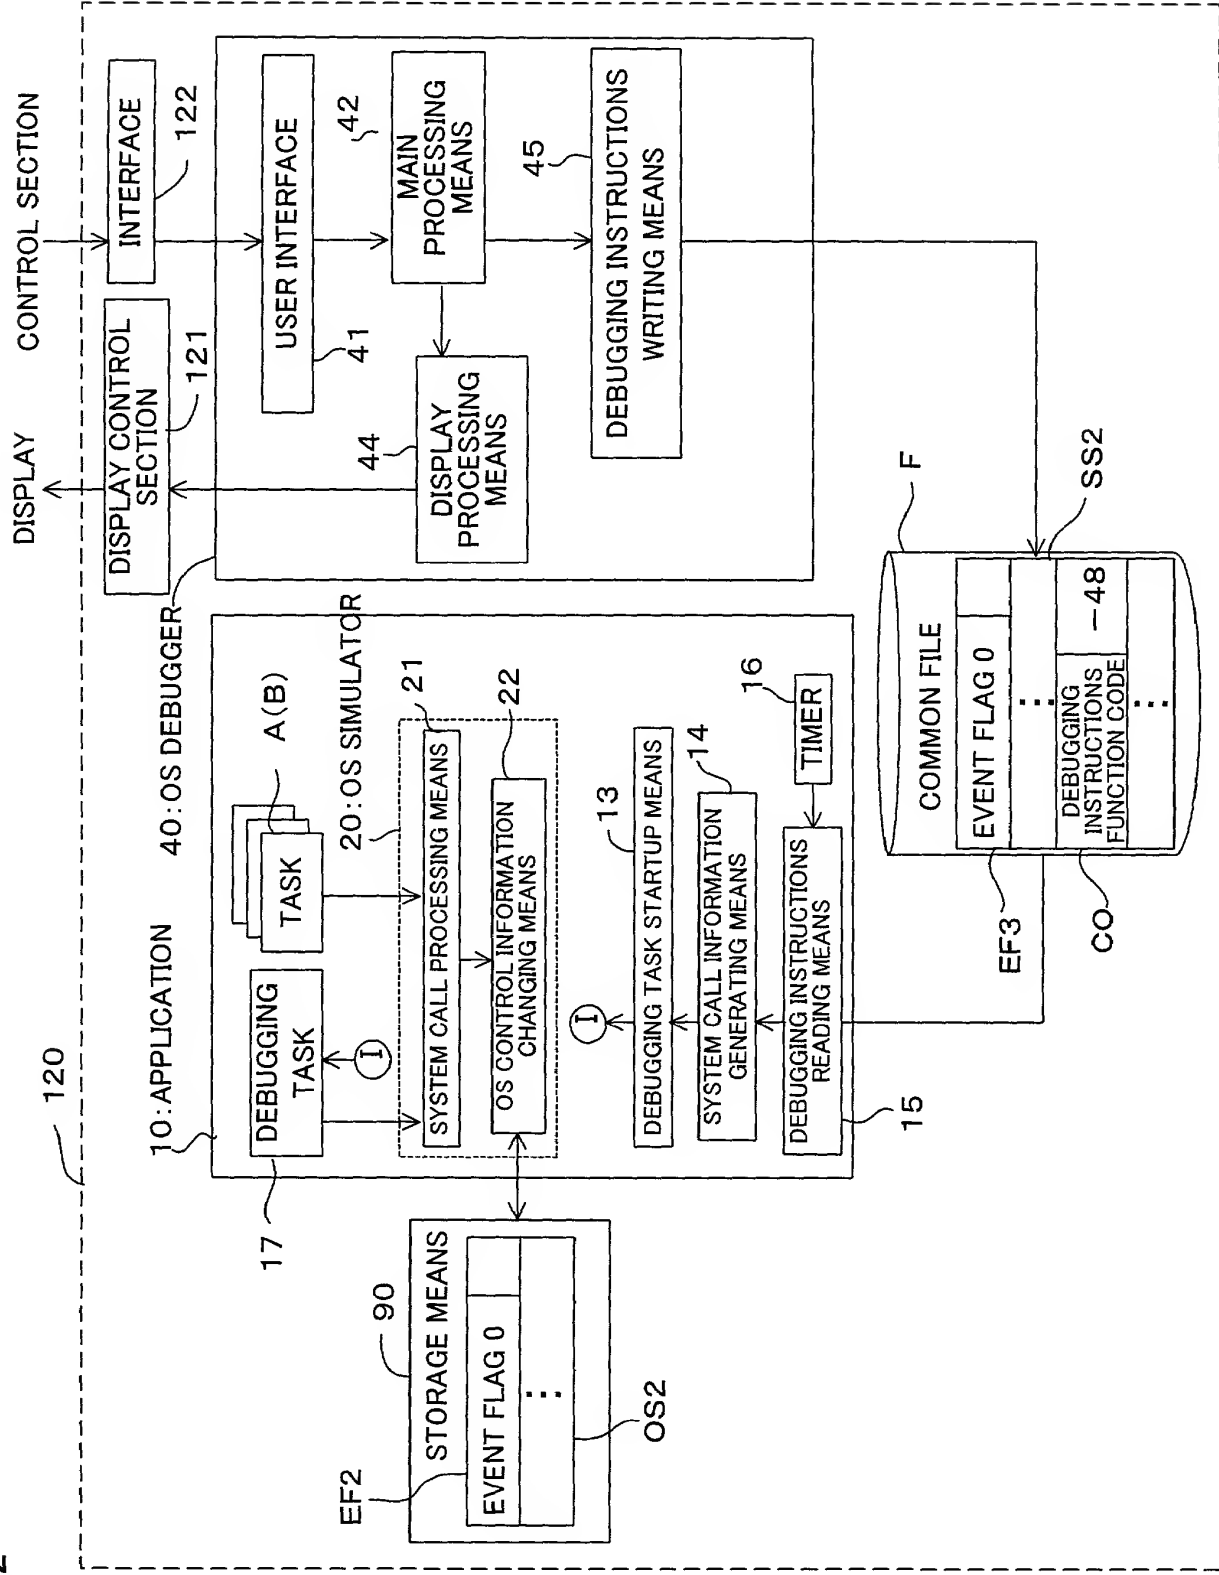 DISPLAY
CONTROL SECTION
120
DISPLAY CONTROL
SECTION
121
INTERFACE
122
40:OS DEBUGGER
USER INTERFACE
41
MAIN
PROCESSING
MEANS
42
44
DISPLAY
PROCESSING
MEANS
45
DEBUGGING INSTRUCTIONS
WRITING MEANS
10:APPLICATION
17
DEBUGGING
TASK
I
TASK
A(B)
20:OS SIMULATOR
SYSTEM CALL PROCESSING MEANS
21
OS CONTROL INFORMATION
CHANGING MEANS
22
I
DEBUGGING TASK STARTUP MEANS
13
SYSTEM CALL INFORMATION
GENERATING MEANS
14
DEBUGGING INSTRUCTIONS
READING MEANS
15
TIMER
16
90
STORAGE MEANS
EF2
EVENT FLAG 0
OS2
F
COMMON FILE
EF3
EVENT FLAG 0
SS2
CO
DEBUGGING
INSTRUCTIONS
FUNCTION CODE
-48